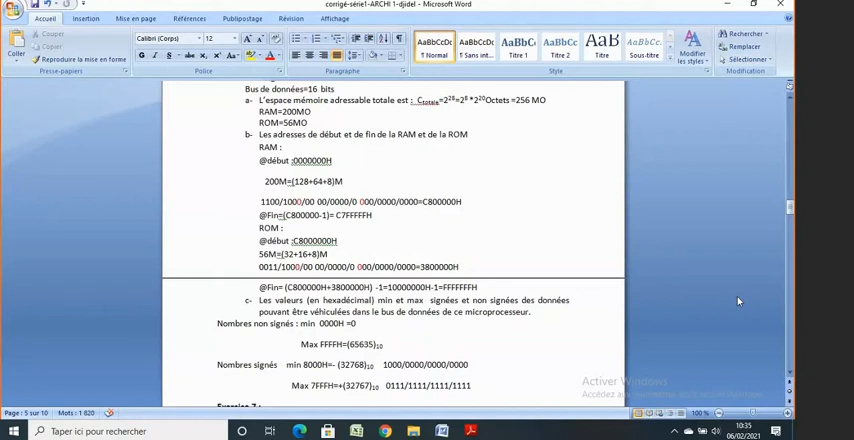 corrigé-série1-ARCHI 1-djidel - Microsoft Word
Accueil Insertion Mise en page Références Publipostage Révision Affichage
Couper
Copier
Reproduire la mise en forme
Coller
Calibri (Corps) 12
AaBbCcDc AaBbCcDc AaBbC AaBbCc AaBl AaBbCcl
¶ Normal ¶ Sans int... Titre 1 Titre 2 Titre Sous-titre
Modifier les styles
Remplacer
Sélectionner
Presse-papiers Police Paragraphe Style Modification
Bus de données=16 bits
a- L'espace mémoire adressable totale est : Ctotale=2²⁸=2⁸ *2²⁰Octets =256 MO
RAM=200MO
ROM=56MO
b- Les adresses de début et de fin de la RAM et de la ROM
RAM :
@début :0000000H
200M=(128+64+8)M
1100/1000/00 00/0000/0 000/0000/0000=C800000H
@Fin=(C800000-1)= C7FFFFFH
ROM :
@début :C8000000H
56M=(32+16+8)M
0011/1000/00 00/0000/0 000/0000/0000=3800000H
@Fin= (C800000H+3800000H) -1=10000000H-1=FFFFFFFH
c- Les valeurs (en hexadécimal) min et max signées et non signées des données
pouvant être véhiculées dans le bus de données de ce microprocesseur.
Nombres non signés : min 0000H =0
Max FFFFH=(65635)₁₀
Nombres signés min 8000H=- (32768)₁₀ 1000/0000/0000/0000
Max 7FFFH=+(32767)₁₀ 0111/1111/1111/1111
Exercice 7 :
Activer Windows
Page : 5 sur 10 Mots : 1 820 100 %
Taper ici pour rechercher
10:35
06/02/2021